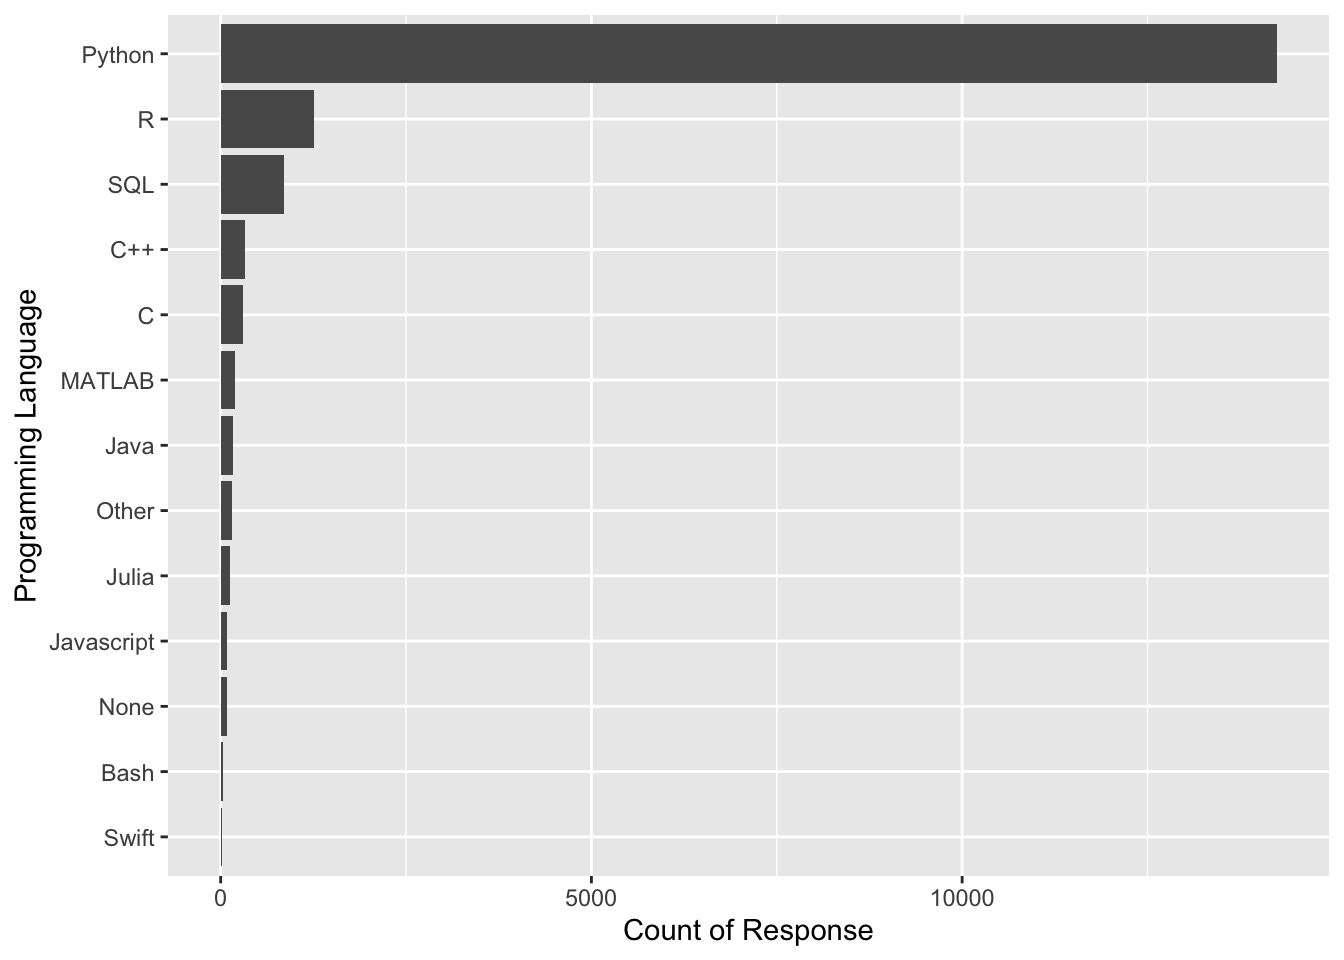 Python
R
SQL
C++
C
MATLAB
Java
Other
Julia
Javascript
None
Bash
Swift
Programming Language
0 5000 10000
Count of Response